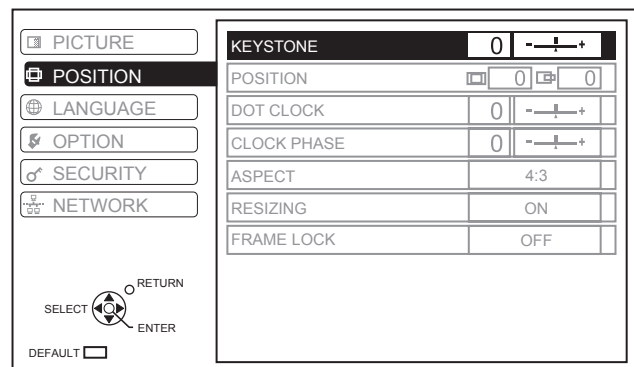 PICTURE
POSITION
LANGUAGE
OPTION
SECURITY
NETWORK
RETURN
SELECT
ENTER
DEFAULT
KEYSTONE 0 - +
POSITION 0 0
DOT CLOCK 0 - +
CLOCK PHASE 0 - +
ASPECT 4:3
RESIZING ON
FRAME LOCK OFF